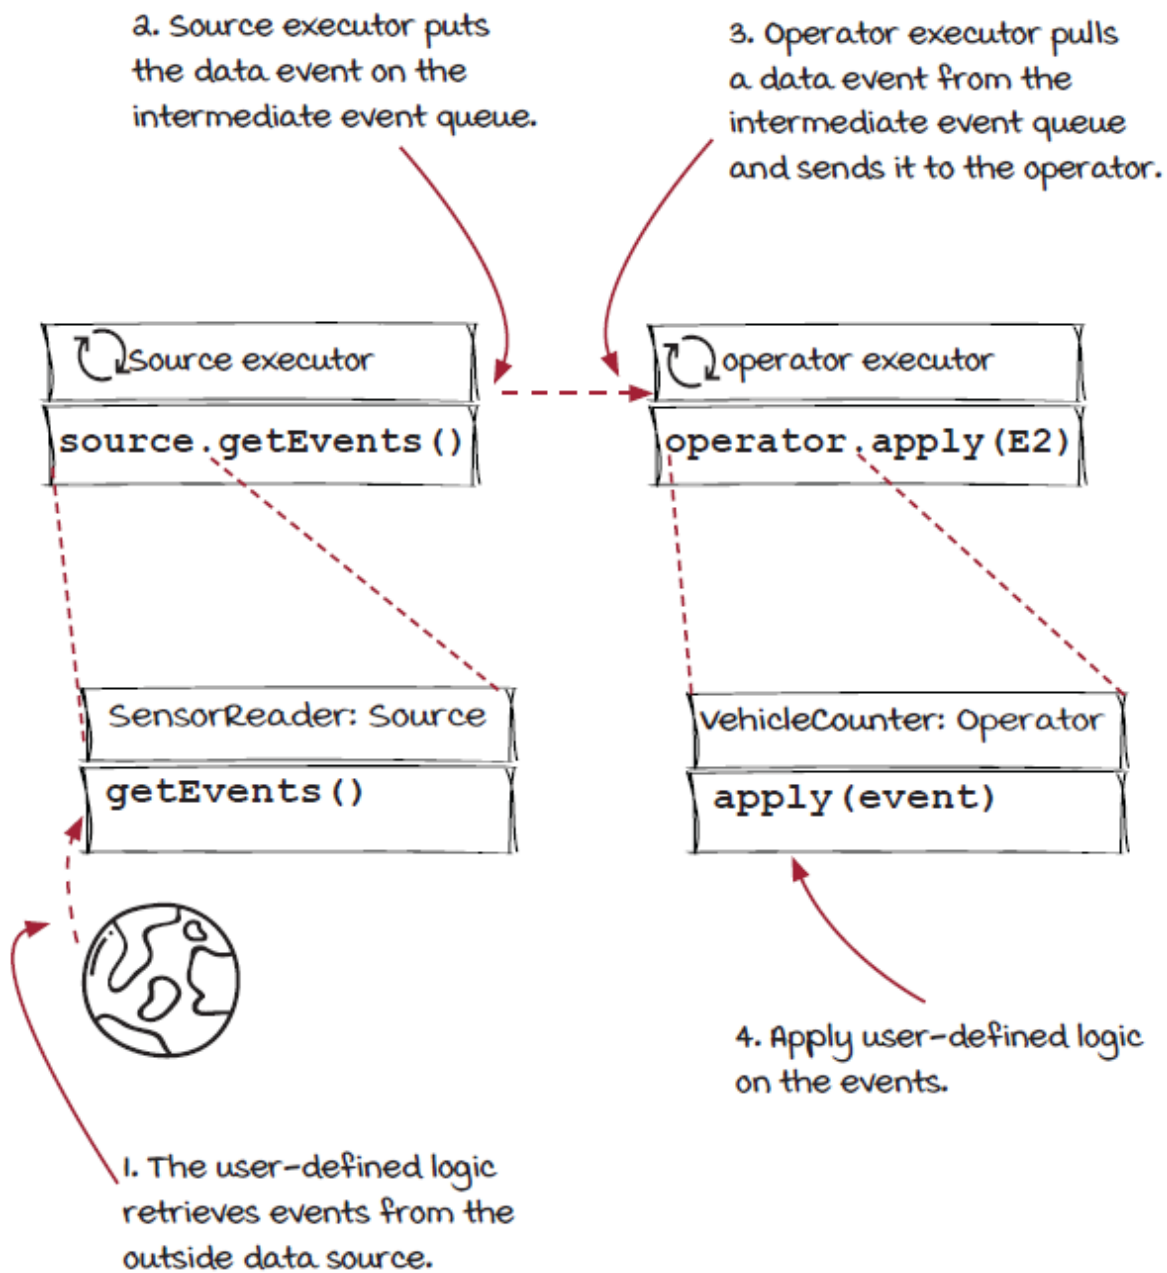 2. Source executor puts
the data event on the
intermediate event queue.
3. Operator executor pulls
a data event from the
intermediate event queue
and sends it to the operator.
Source executor
source.getEvents()
operator executor
operator.apply(E2)
SensorReader: Source
getEvents()
VehicleCounter: Operator
apply(event)
4. Apply user-defined logic
on the events.
1. The user-defined logic
retrieves events from the
outside data source.